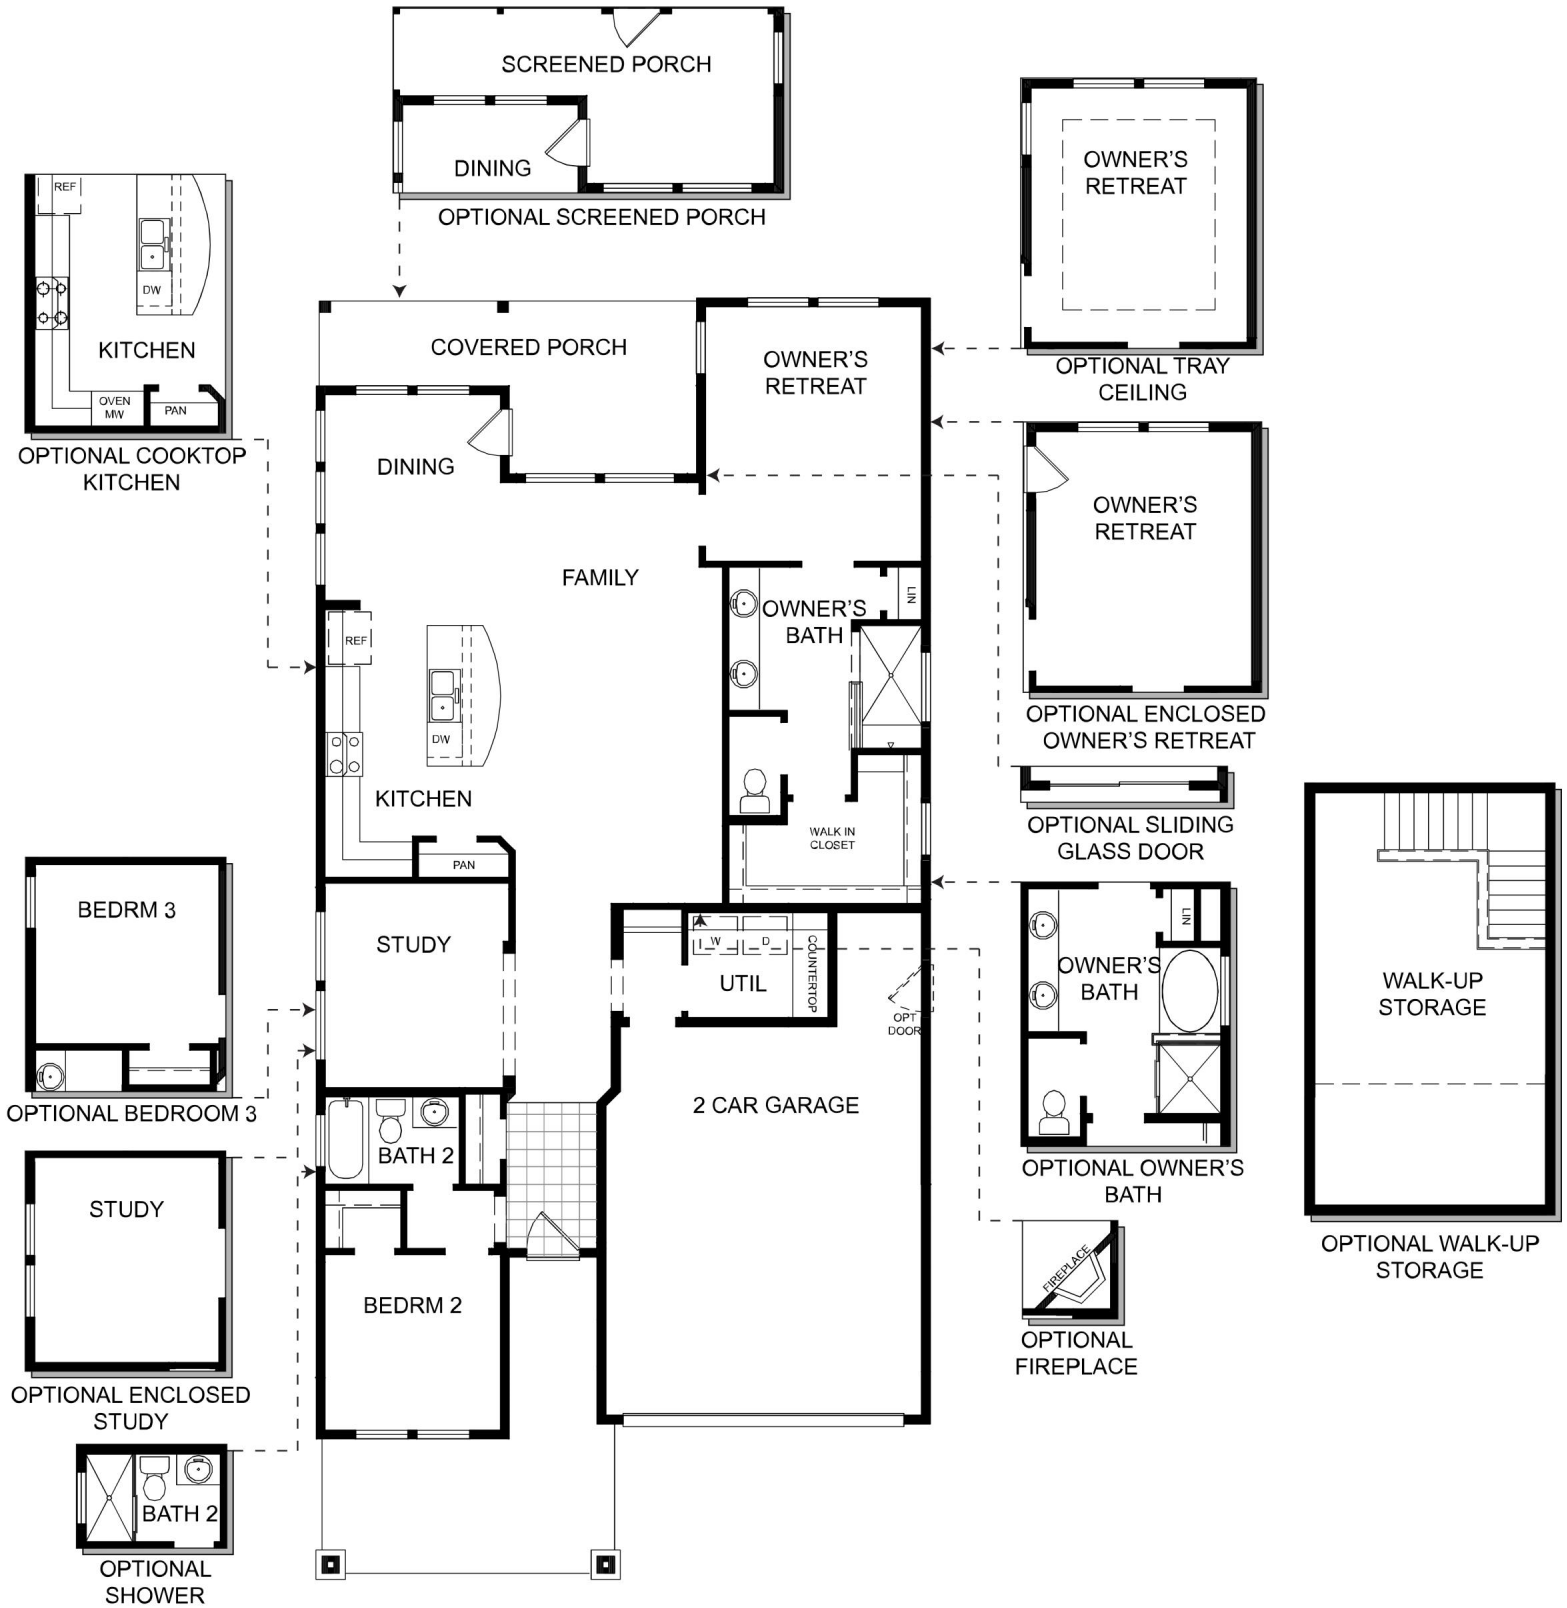 SCREENED PORCH
DINING
OPTIONAL SCREENED PORCH
REF
DW
KITCHEN
OVEN
MW
PAN
OPTIONAL COOKTOP
KITCHEN
OWNER'S
RETREAT
OPTIONAL TRAY
CEILING
COVERED PORCH
OWNER'S
RETREAT
DINING
FAMILY
OWNER'S
RETREAT
OPTIONAL ENCLOSED
OWNER'S RETREAT
REF
DW
KITCHEN
PAN
OWNER'S
BATH
LIN
WALK IN
CLOSET
OPTIONAL SLIDING
GLASS DOOR
BEDRM 3
OPTIONAL BEDROOM 3
STUDY
W
D
COUNTERTOP
UTIL
OPT
DOOR
LIN
OWNER'S
BATH
OPTIONAL OWNER'S
BATH
WALK-UP
STORAGE
OPTIONAL WALK-UP
STORAGE
2 CAR GARAGE
BATH 2
STUDY
OPTIONAL ENCLOSED
STUDY
BEDRM 2
FIREPLACE
OPTIONAL
FIREPLACE
BATH 2
OPTIONAL
SHOWER